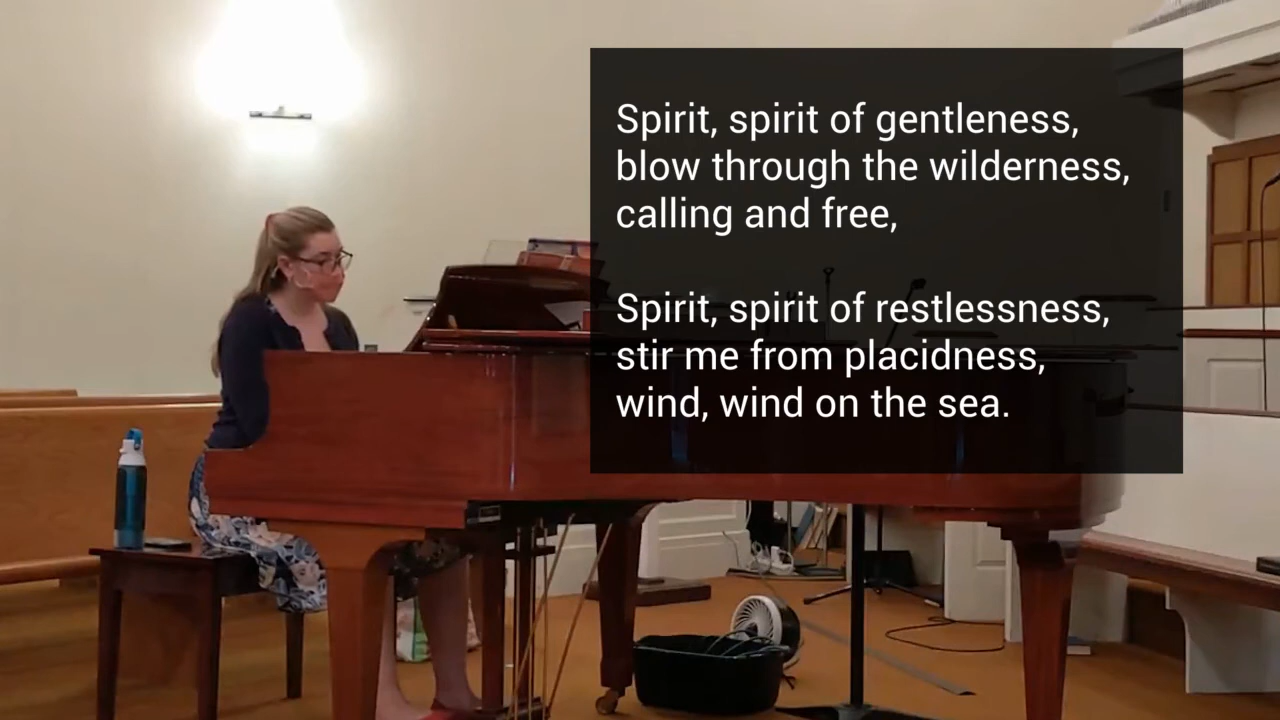 Spirit, spirit of gentleness,
blow through the wilderness,
calling and free,
Spirit, spirit of restlessness,
stir me from placidness,
wind, wind on the sea.